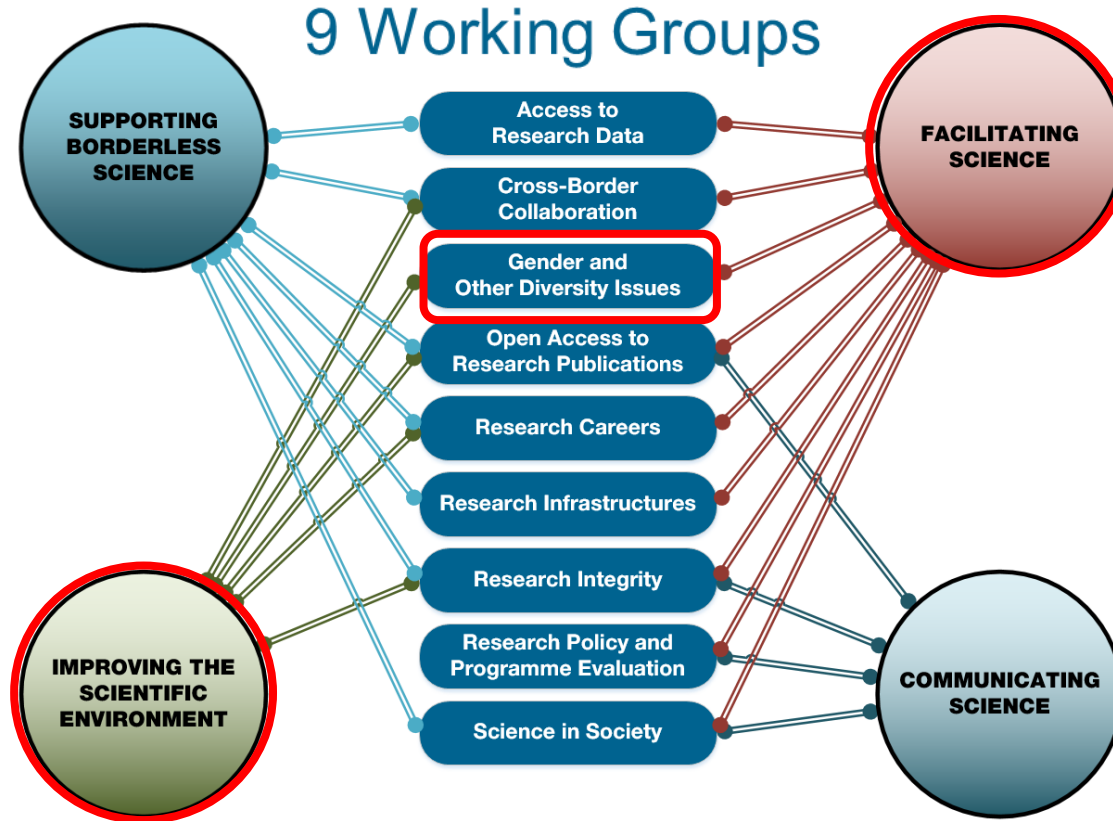 9 Working Groups
SUPPORTING
BORDERLESS
SCIENCE
Access to
Research Data
Cross-Border
Collaboration
Gender and
Other Diversity Issues
Open Access to
Research Publications
Research Careers
Research Infrastructures
Research Integrity
Research Policy and
Programme Evaluation
Science in Society
FACILITATING
SCIENCE
IMPROVING THE
SCIENTIFIC
ENVIRONMENT
COMMUNICATING
SCIENCE